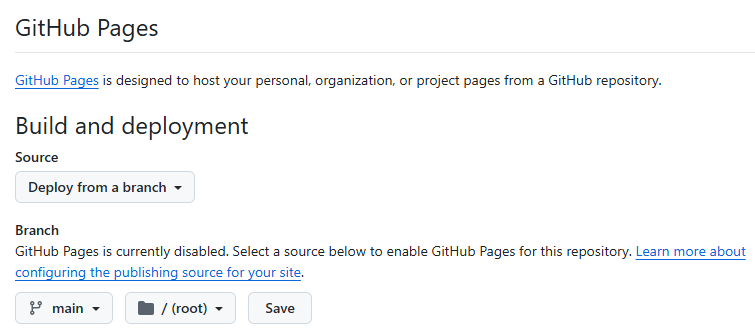 GitHub Pages
GitHub Pages is designed to host your personal, organization, or project pages from a GitHub repository.
Build and deployment
Source
Deploy from a branch
Branch
GitHub Pages is currently disabled. Select a source below to enable GitHub Pages for this repository. Learn more about
configuring the publishing source for your site.
main / (root) Save